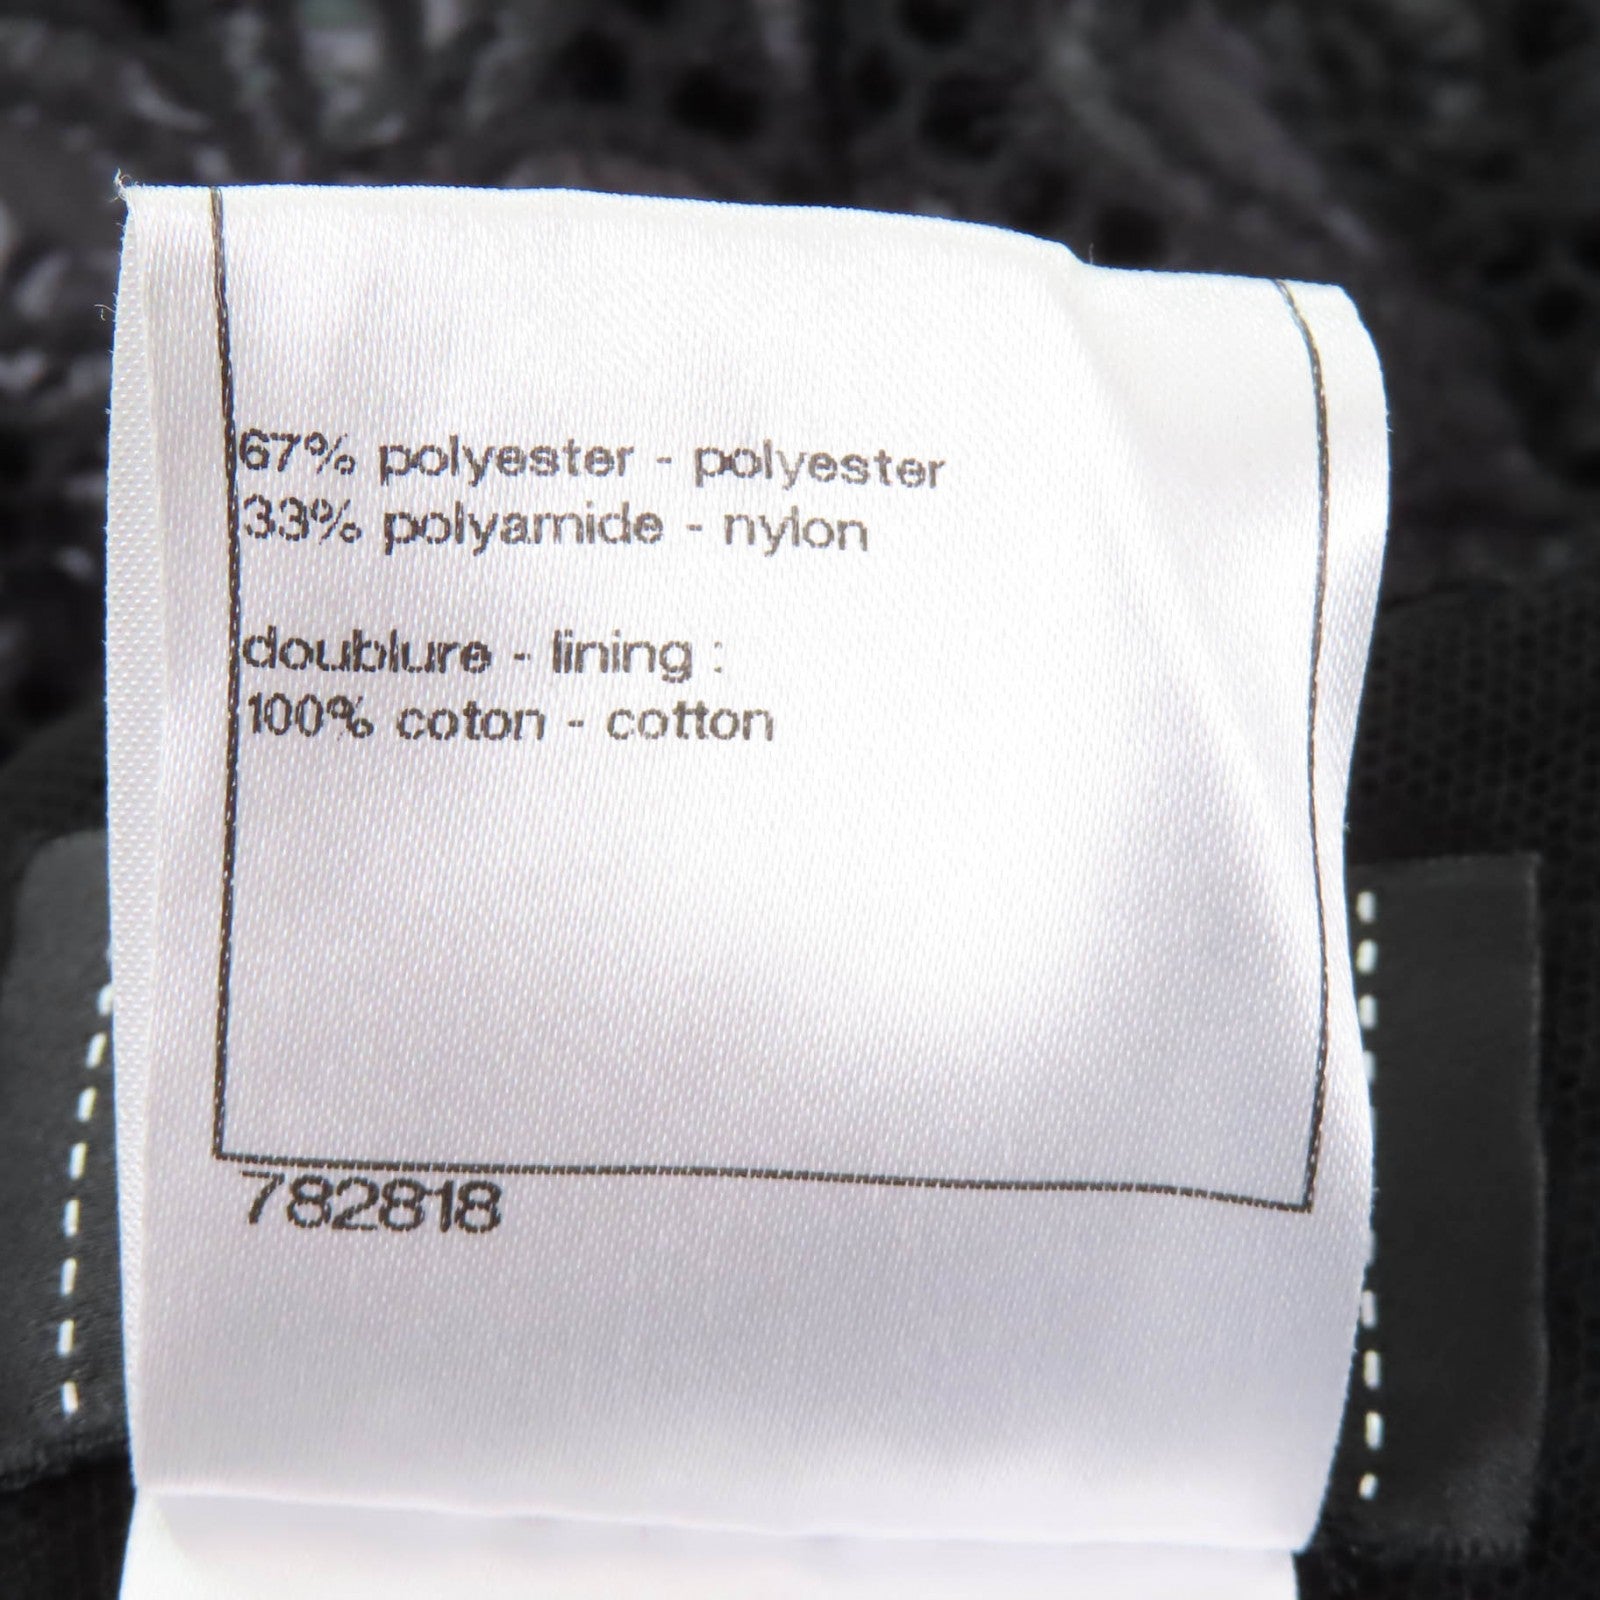 67% polyester - polyester
33% polyamide - nylon
doublure - lining :
100% coton - cotton
782818